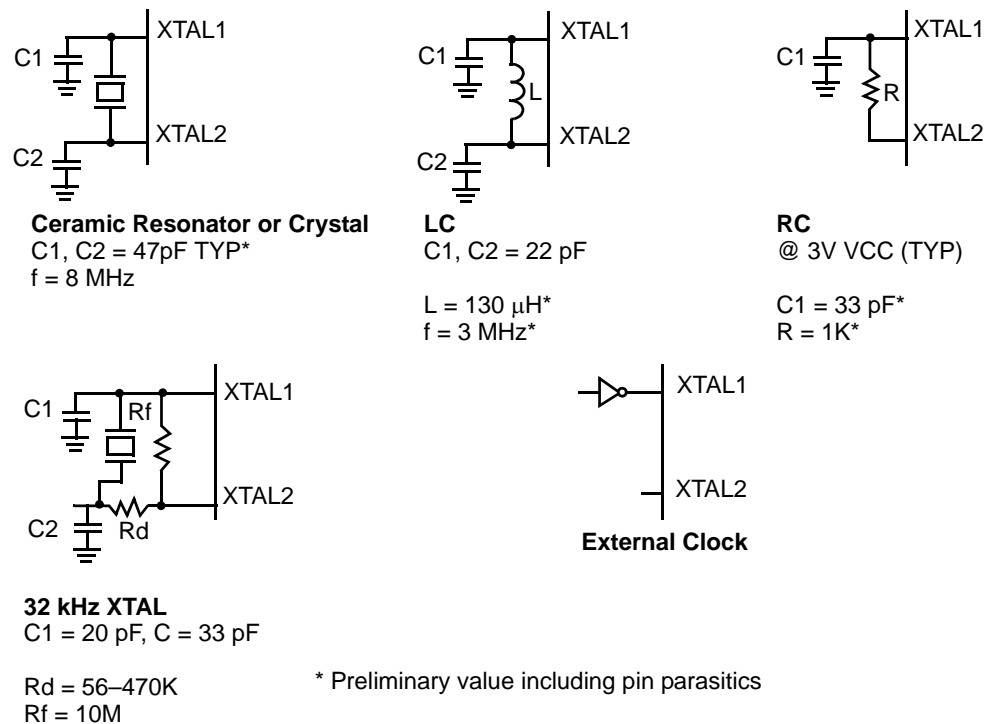 XTAL1
C1
XTAL2
C2
Ceramic Resonator or Crystal
C1, C2 = 47pF TYP*
f = 8 MHz
XTAL1
C1
L
XTAL2
C2
LC
C1, C2 = 22 pF
L = 130 μH*
f = 3 MHz*
XTAL1
C1
R
XTAL2
RC
@ 3V VCC (TYP)
C1 = 33 pF*
R = 1K*
XTAL1
C1
Rf
XTAL2
C2
Rd
32 kHz XTAL
C1 = 20 pF, C = 33 pF
Rd = 56–470K
Rf = 10M
XTAL1
XTAL2
External Clock
* Preliminary value including pin parasitics